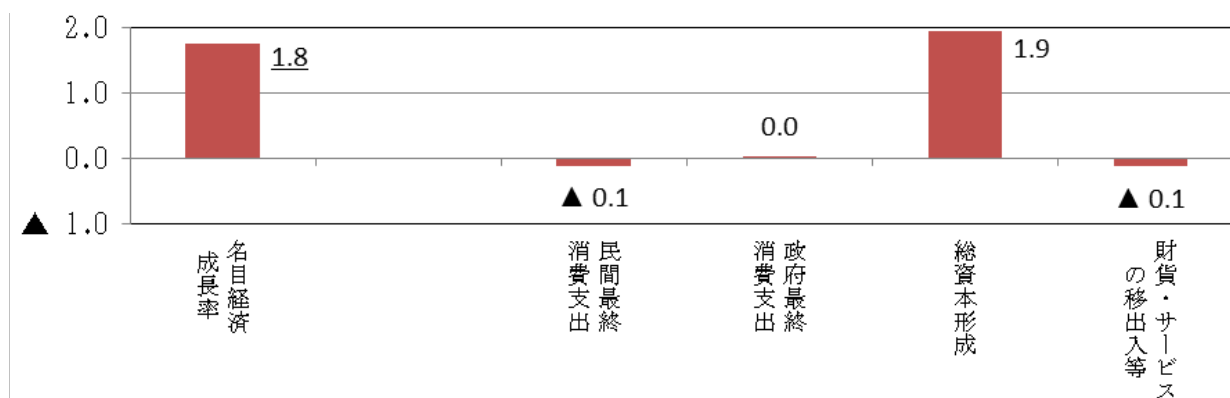 2.0
1.0
0.0
▲ 1.0
1.8
▲ 0.1
0.0
1.9
▲ 0.1
名目経済
成長率
民間最終
消費支出
政府最終
消費支出
総資本形成
財貨・サービス
の移出入等